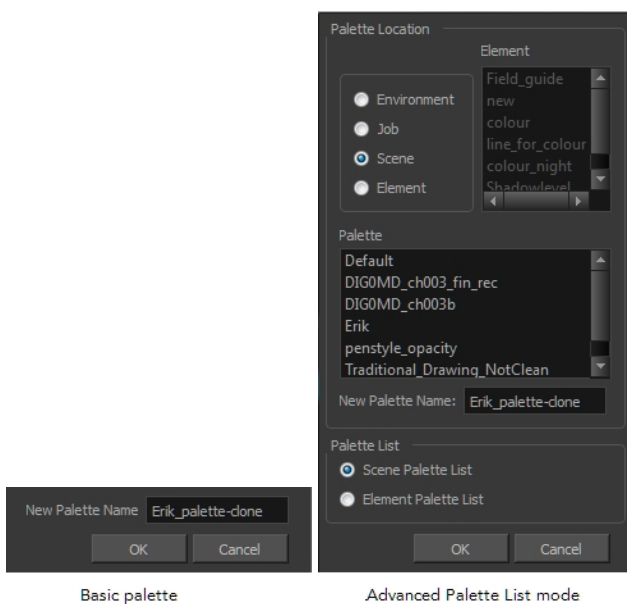 Palette Location
Element
Environment
Job
Scene
Element
Field_guide
new
colour
line_for_colour
colour_night
Shadowlevel
Palette
Default
DIG0MD_ch003_fin_rec
DIG0MD_ch003b
Erik
penstyle_opacity
Traditional_Drawing_NotClean
New Palette Name: Erik_palette-clone
Palette List
Scene Palette List
Element Palette List
OK Cancel
New Palette Name Erik_palette-clone
OK Cancel
Basic palette
Advanced Palette List mode